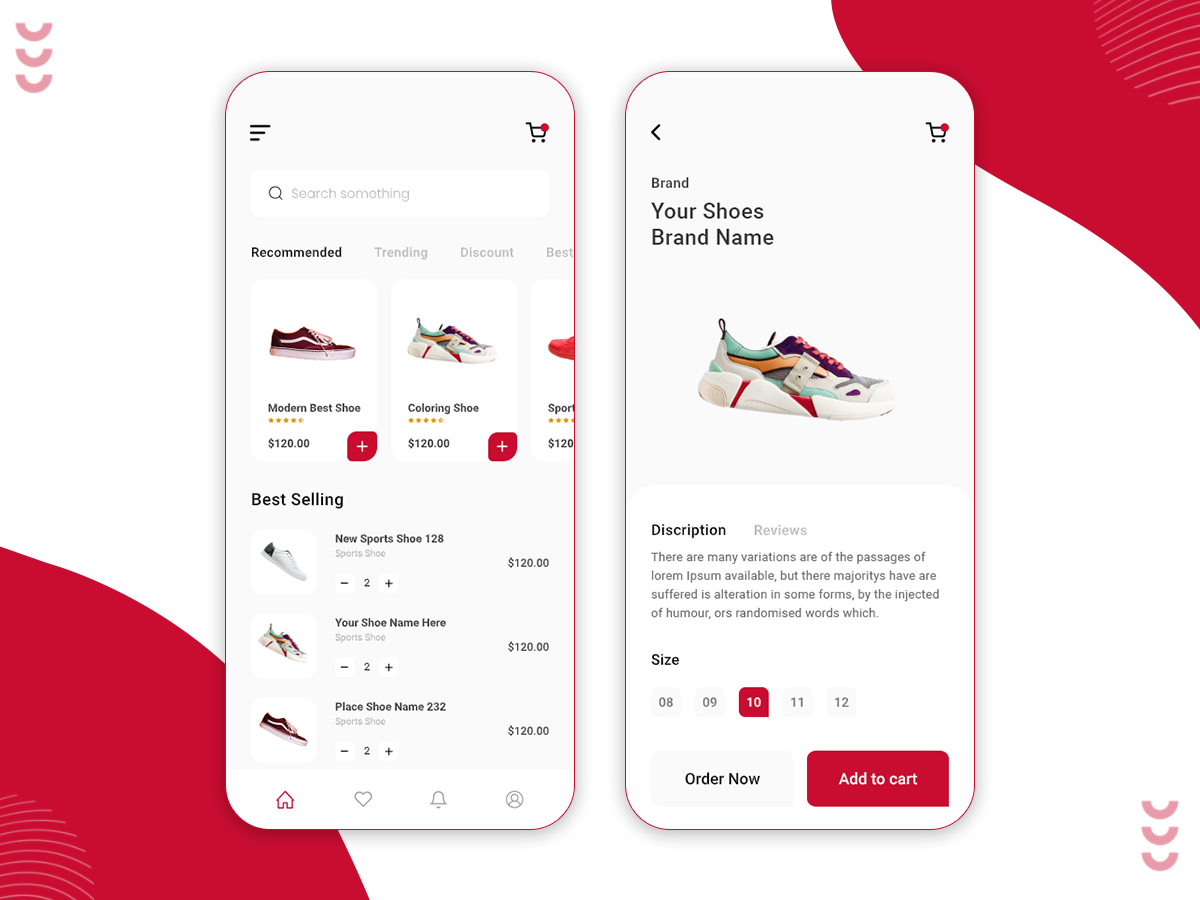 Search somothing
Recommended Trending Discount Best
Modern Best Shoe
$120.00
+
Coloring Shoe
$120.00
+
Sport
$120
Best Selling
New Sports Shoe 128
Sports Shoe
− 2 +
$120.00
Your Shoe Name Here
Sports Shoe
− 2 +
$120.00
Place Shoe Name 232
Sports Shoe
− 2 +
$120.00
Brand
Your Shoes
Brand Name
Discription Reviews
There are many variations are of the passages of
lorem Ipsum available, but there majoritys have are
suffered is alteration in some forms, by the injected
of humour, ors randomised words which.
Size
08 09 10 11 12
Order Now Add to cart